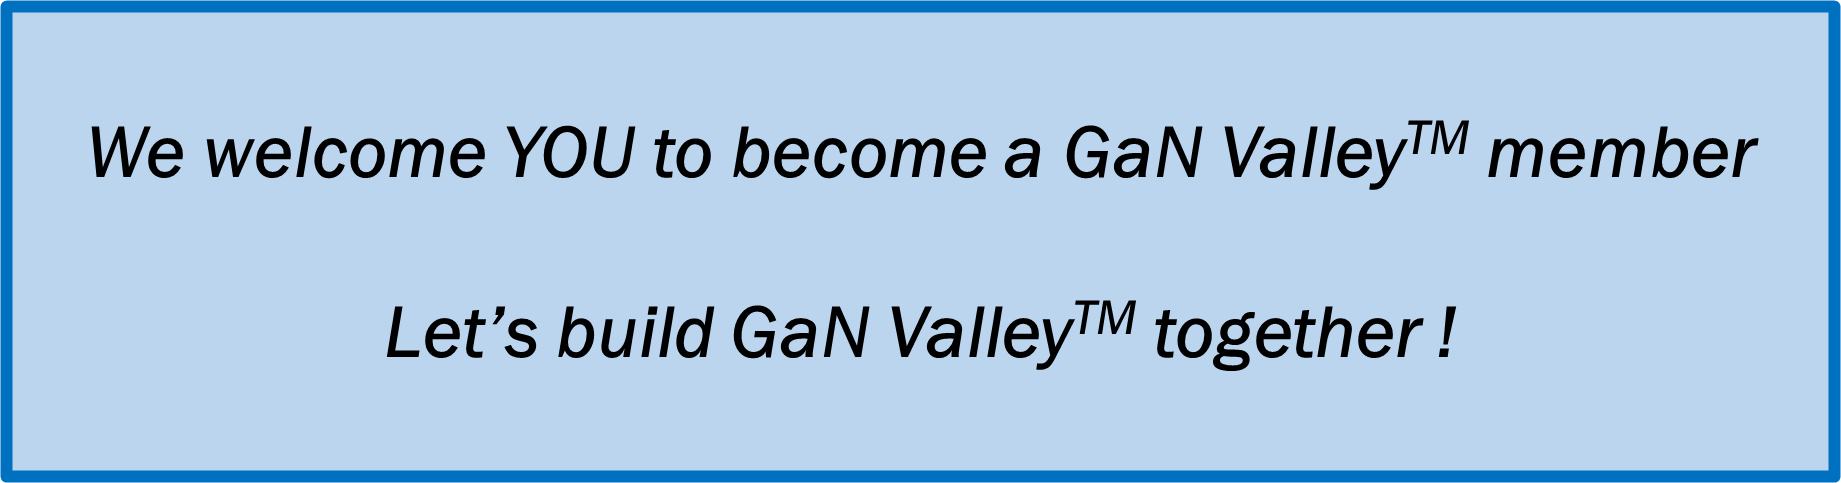 We welcome YOU to become a GaN Valley™ member
Let’s build GaN Valley™ together !